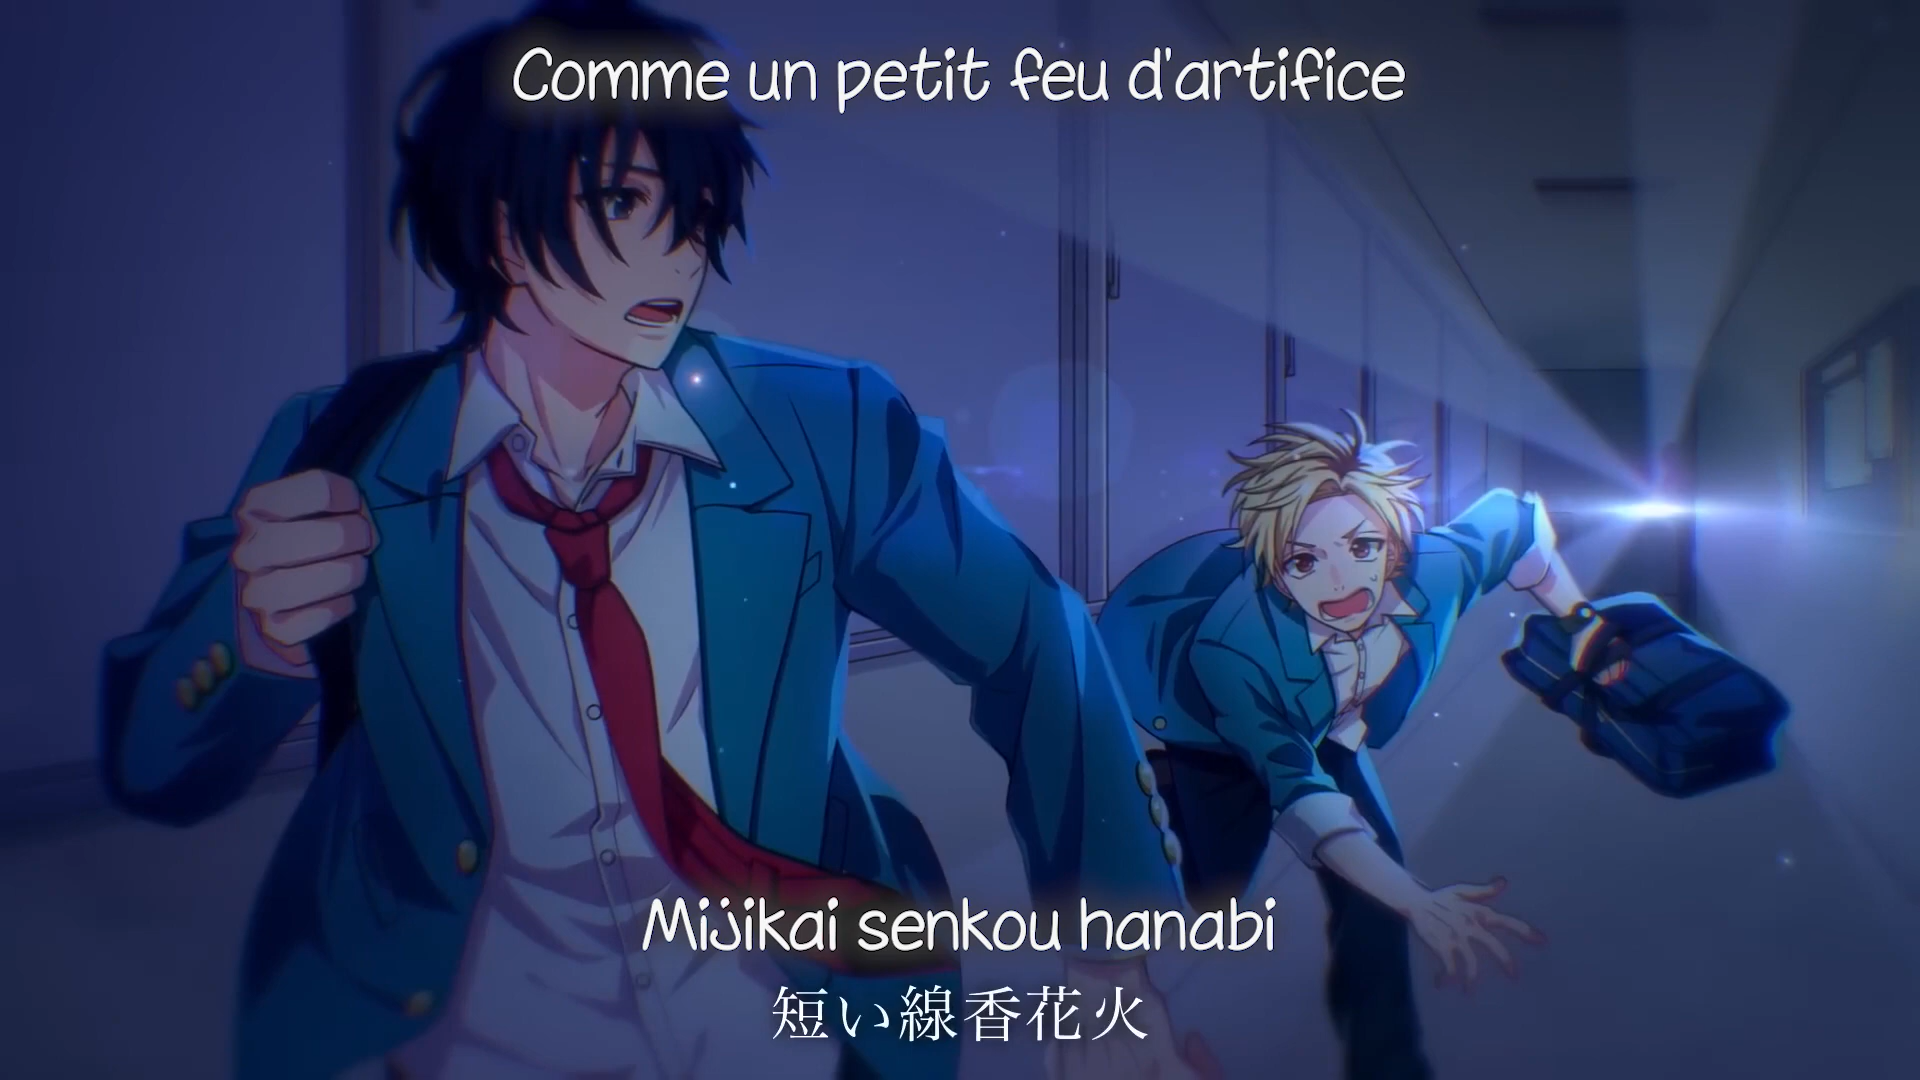 Comme un petit feu d'artifice
Mijikai senkou hanabi
短い線香花火